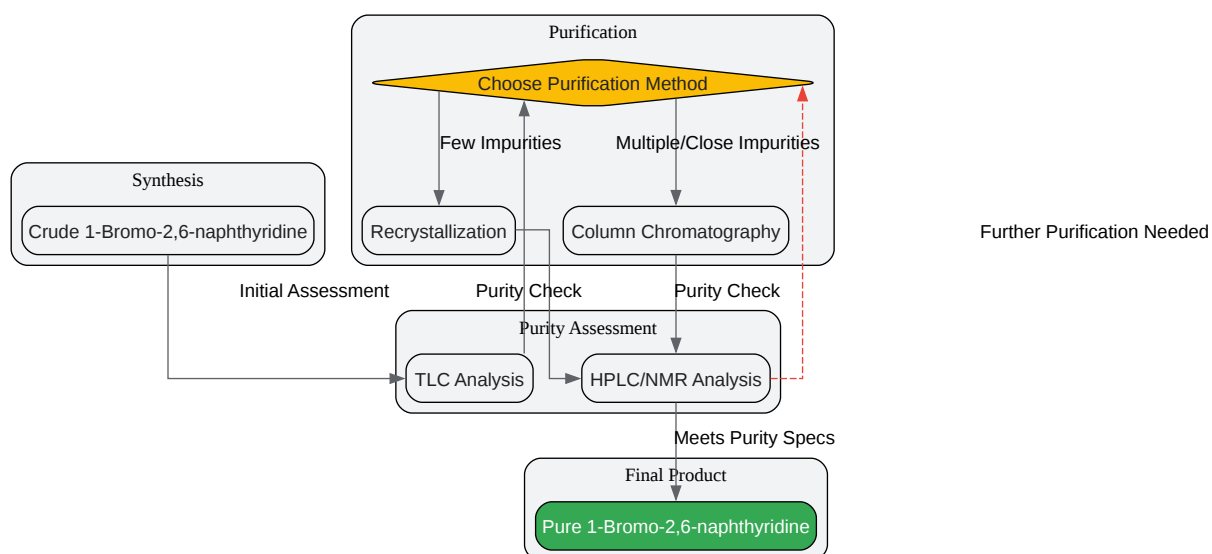 Purification
Choose Purification Method
Few Impurities
Multiple/Close Impurities
Synthesis
Crude 1-Bromo-2,6-naphthyridine
Recrystallization
Column Chromatography
Further Purification Needed
Initial Assessment
Purity Check
Purity Check
Purity Assessment
TLC Analysis
HPLC/NMR Analysis
Meets Purity Specs
Final Product
Pure 1-Bromo-2,6-naphthyridine